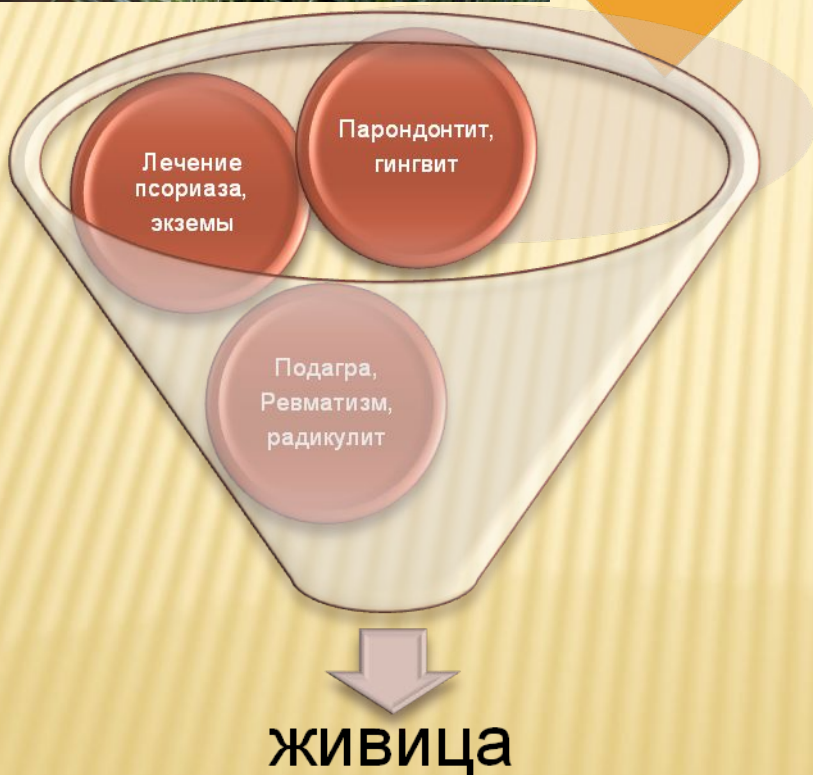 Парондонтит,
гингвит
Лечение
псориаза,
экземы
Подагра,
Ревматизм,
радикулит
живица